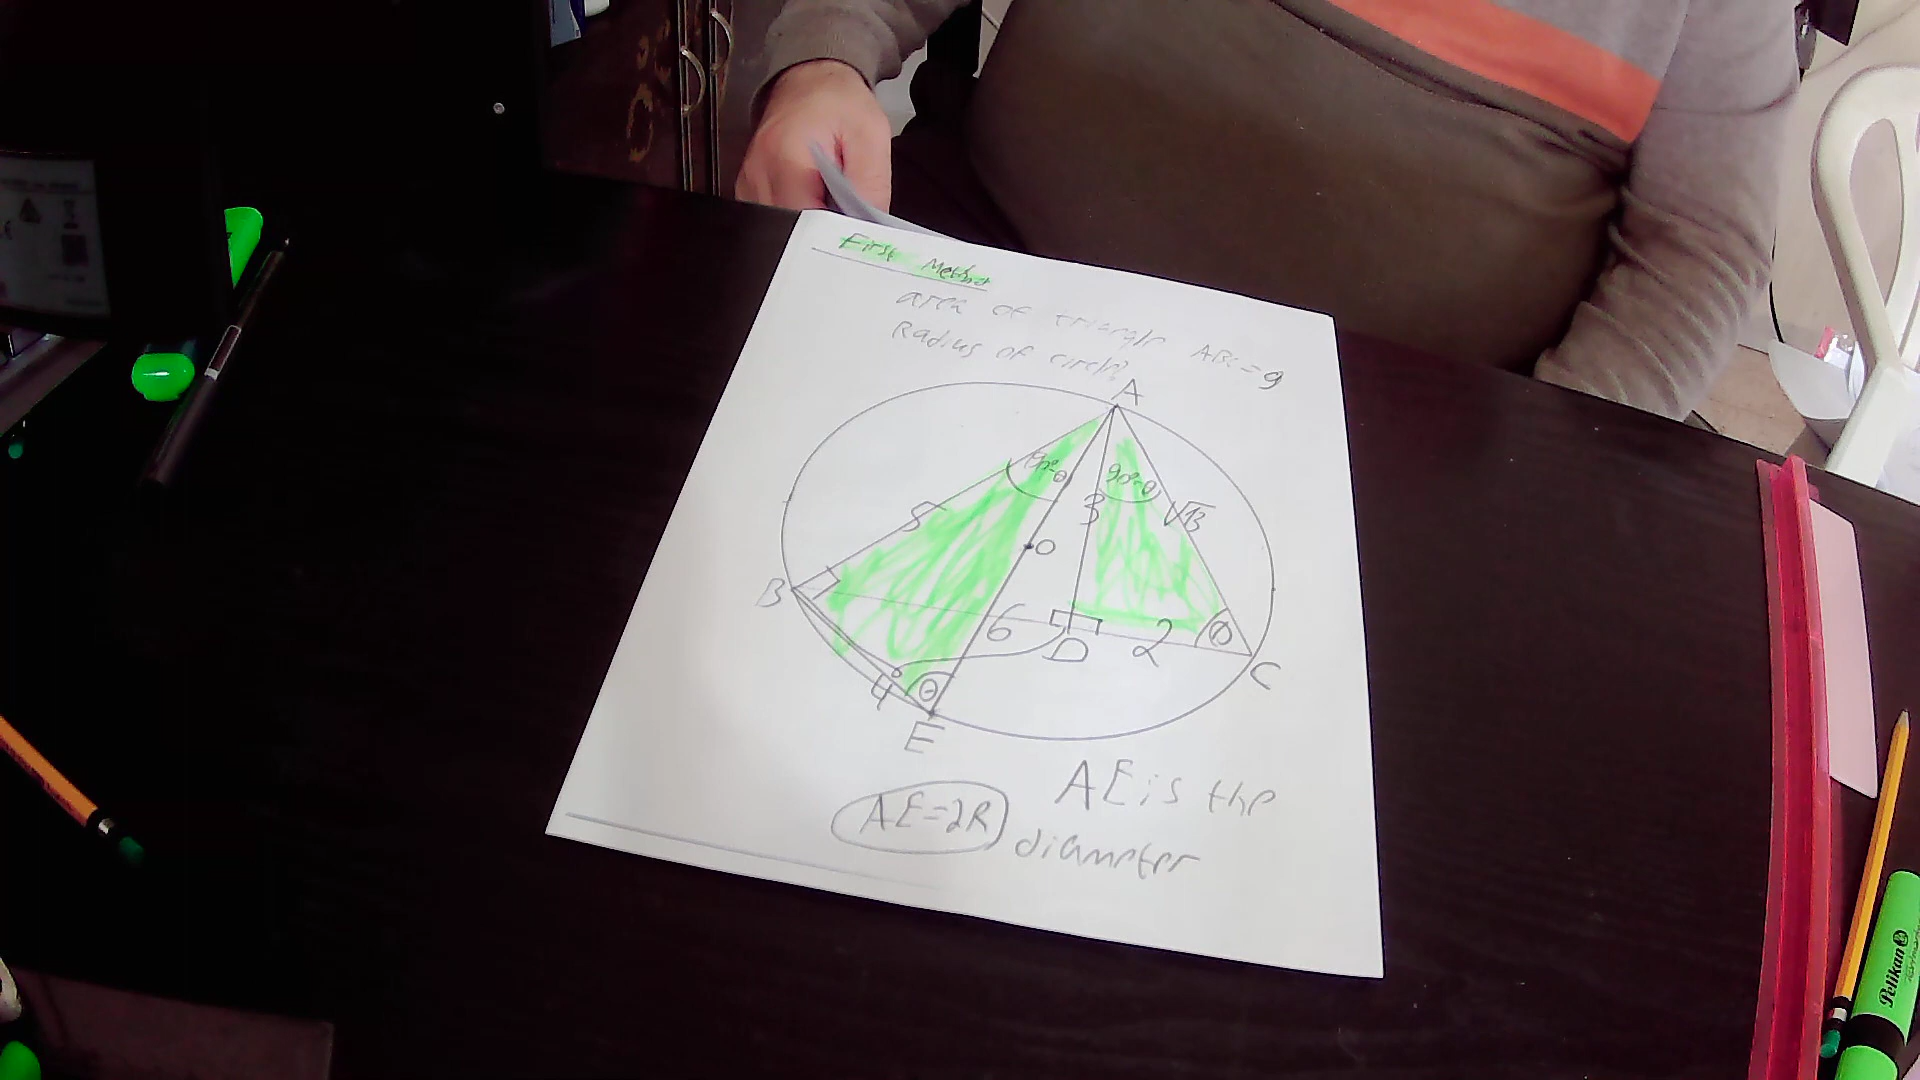 First Method
area of triangle ABC = 9
Radius of circle?
A
90°-θ
90°-θ
5
3
√13
O
B
6
D
2
θ
C
4
θ
E
AE is the
AE=2R
diameter
Pelikan